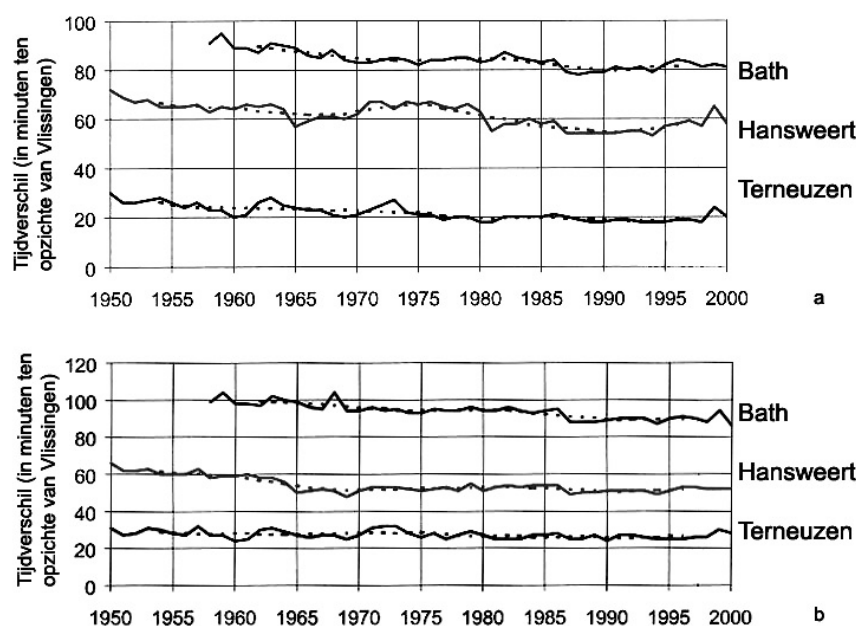 Tijdverschil (in minuten ten
opzichte van Vlissingen)
100
80
60
40
20
0
Bath
Hansweert
Terneuzen
1950 1955 1960 1965 1970 1975 1980 1985 1990 1995 2000 a
Tijdverschil (in minuten ten
opzichte van Vlissingen)
120
100
80
60
40
20
0
Bath
Hansweert
Terneuzen
1950 1955 1960 1965 1970 1975 1980 1985 1990 1995 2000 b